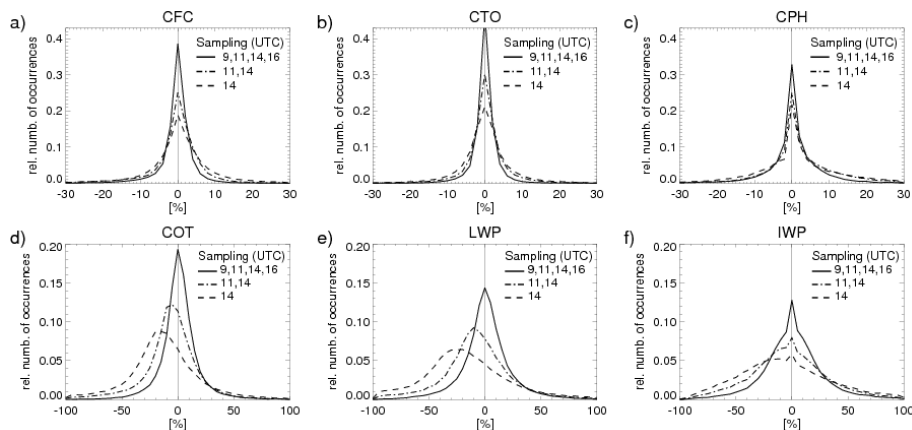 a) CFC
rel. numb. of occurrences
0.4
0.3
0.2
0.1
0.0
Sampling (UTC)
9,11,14,16
11,14
14
-30 -20 -10 0 10 20 30
[%]
b) CTO
rel. numb. of occurrences
0.4
0.3
0.2
0.1
0.0
Sampling (UTC)
9,11,14,16
11,14
14
-30 -20 -10 0 10 20 30
[%]
c) CPH
rel. numb. of occurrences
0.4
0.3
0.2
0.1
0.0
Sampling (UTC)
9,11,14,16
11,14
14
-30 -20 -10 0 10 20 30
[%]
d) COT
rel. numb. of occurrences
0.20
0.15
0.10
0.05
0.00
Sampling (UTC)
9,11,14,16
11,14
14
-100 -50 0 50 100
[%]
e) LWP
rel. numb. of occurrences
0.20
0.15
0.10
0.05
0.00
Sampling (UTC)
9,11,14,16
11,14
14
-100 -50 0 50 100
[%]
f) IWP
rel. numb. of occurrences
0.20
0.15
0.10
0.05
0.00
Sampling (UTC)
9,11,14,16
11,14
14
-100 -50 0 50 100
[%]